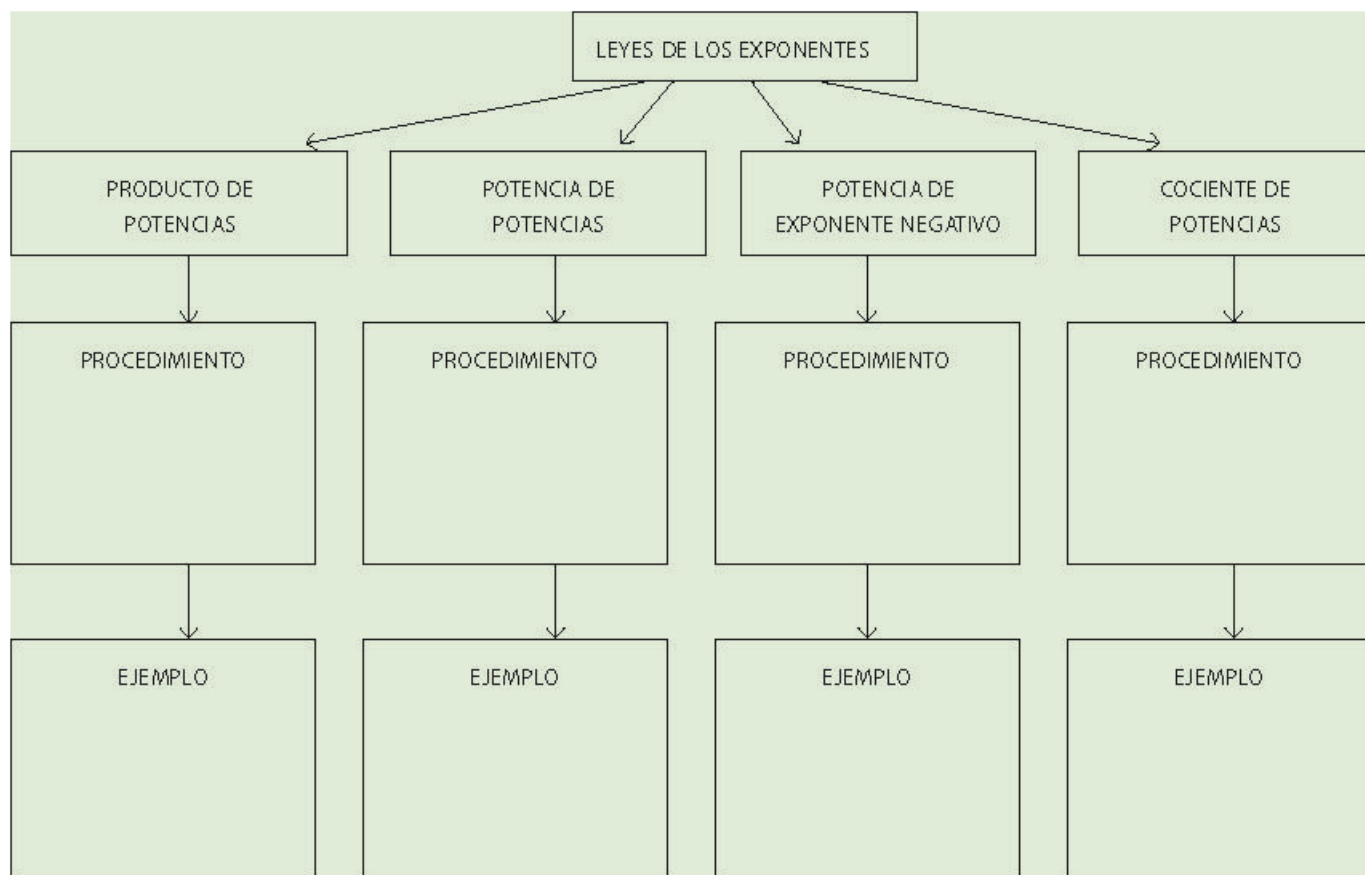 LEYES DE LOS EXPONENTES
PRODUCTO DE
POTENCIAS
POTENCIA DE
POTENCIAS
POTENCIA DE
EXPONENTE NEGATIVO
COCIENTE DE
POTENCIAS
PROCEDIMIENTO
PROCEDIMIENTO
PROCEDIMIENTO
PROCEDIMIENTO
EJEMPLO
EJEMPLO
EJEMPLO
EJEMPLO